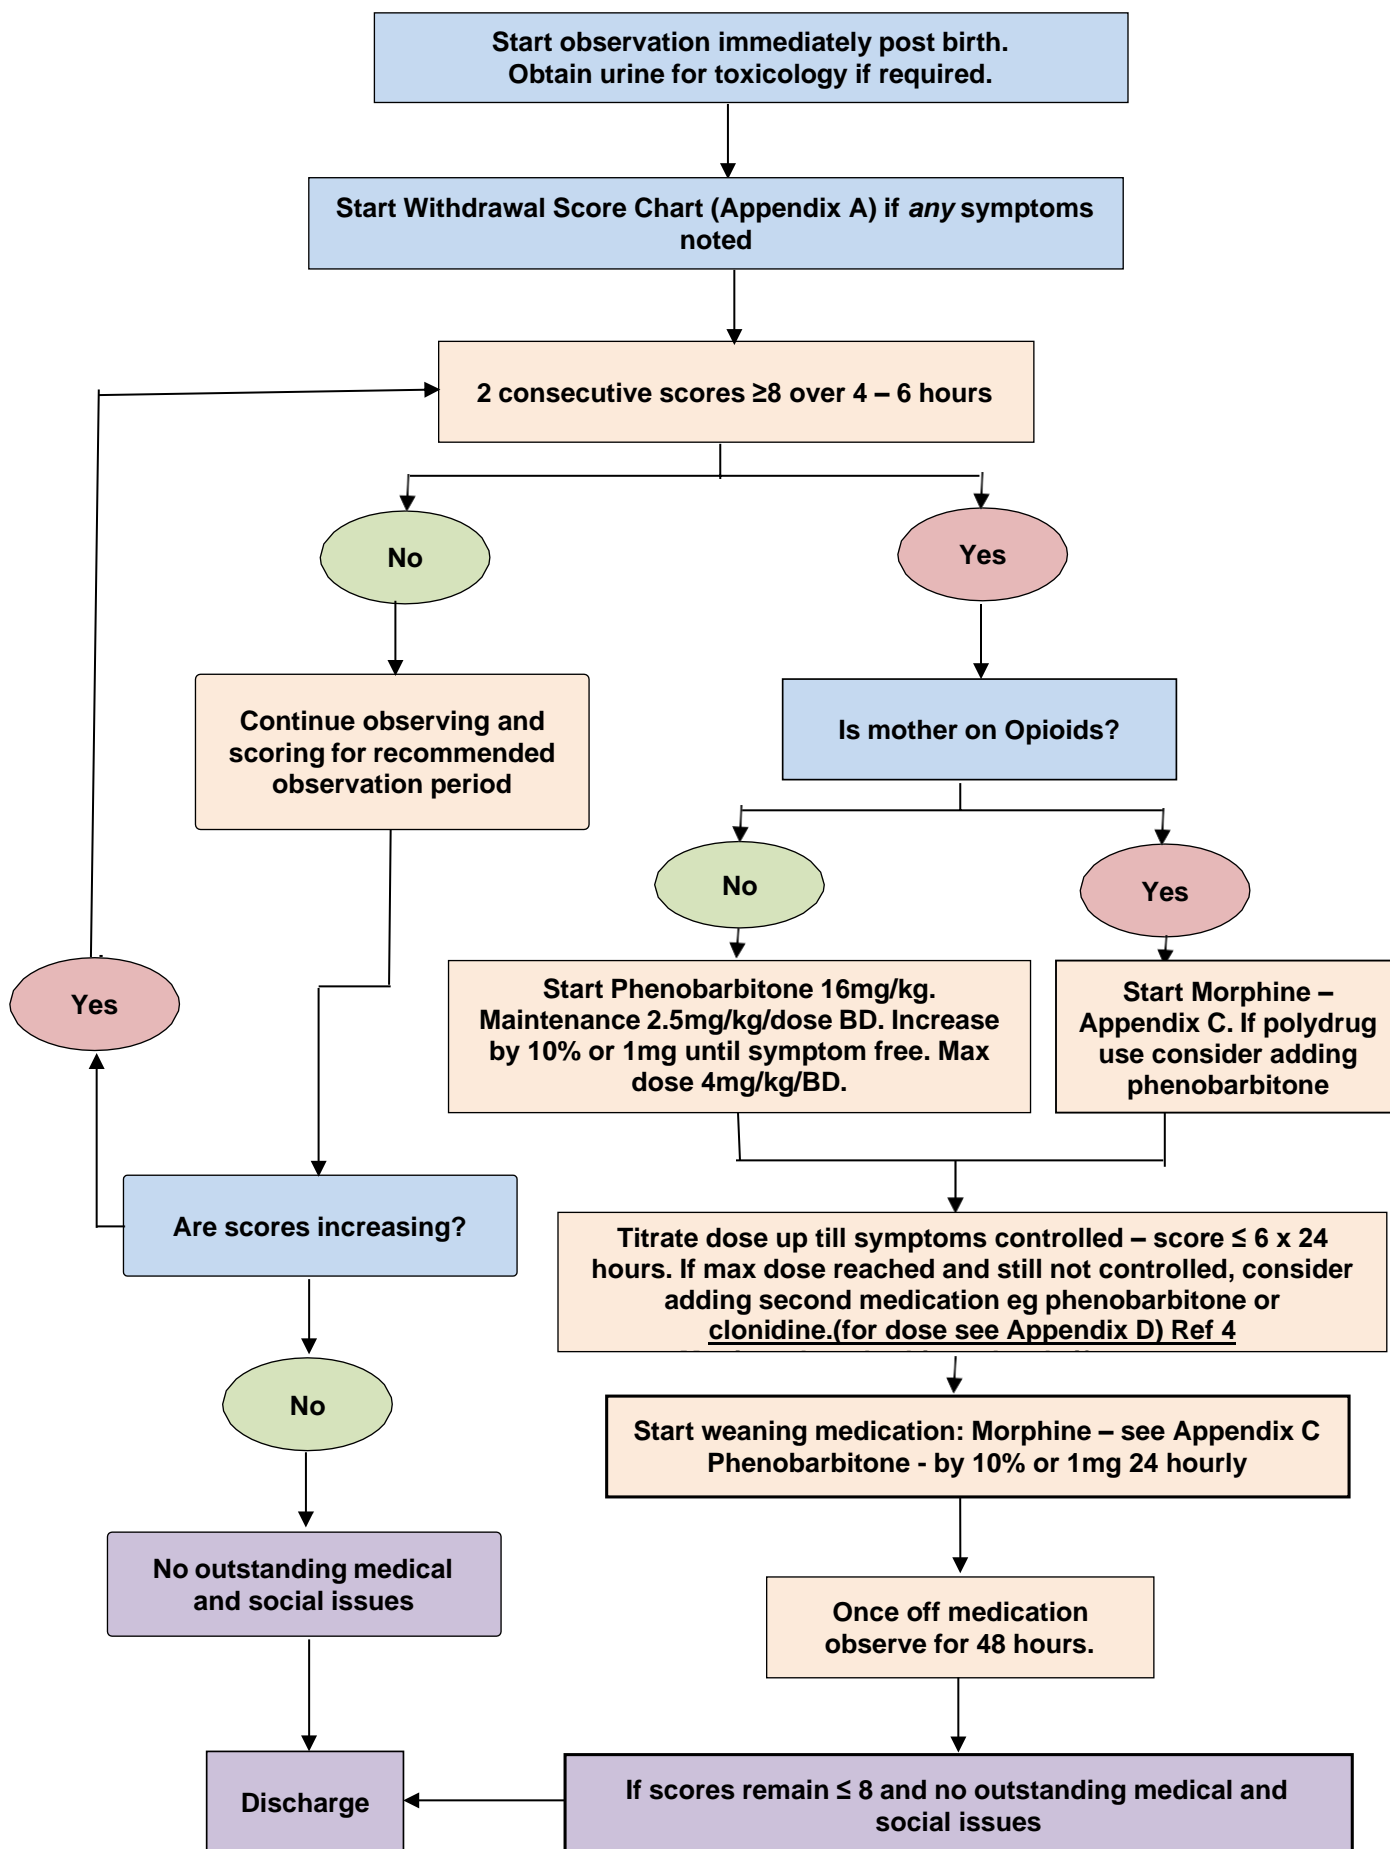 Start observation immediately post birth.
Obtain urine for toxicology if required.
Start Withdrawal Score Chart (Appendix A) if any symptoms
noted
2 consecutive scores ≥8 over 4 – 6 hours
No
Yes
Continue observing and
scoring for recommended
observation period
Is mother on Opioids?
No
Yes
Yes
Start Phenobarbitone 16mg/kg.
Maintenance 2.5mg/kg/dose BD. Increase
by 10% or 1mg until symptom free. Max
dose 4mg/kg/BD.
Start Morphine –
Appendix C. If polydrug
use consider adding
phenobarbitone
Are scores increasing?
Titrate dose up till symptoms controlled – score ≤ 6 x 24
hours. If max dose reached and still not controlled, consider
adding second medication eg phenobarbitone or
clonidine.(for dose see Appendix D) Ref 4
No
Start weaning medication: Morphine – see Appendix C
Phenobarbitone - by 10% or 1mg 24 hourly
No outstanding medical
and social issues
Once off medication
observe for 48 hours.
Discharge
If scores remain ≤ 8 and no outstanding medical and
social issues